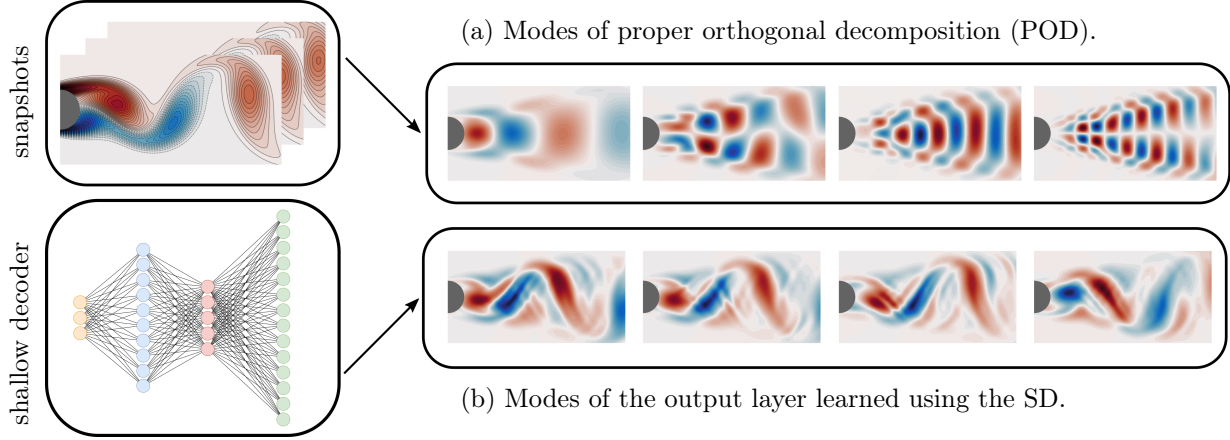 (a) Modes of proper orthogonal decomposition (POD).
snapshots
shallow decoder
(b) Modes of the output layer learned using the SD.